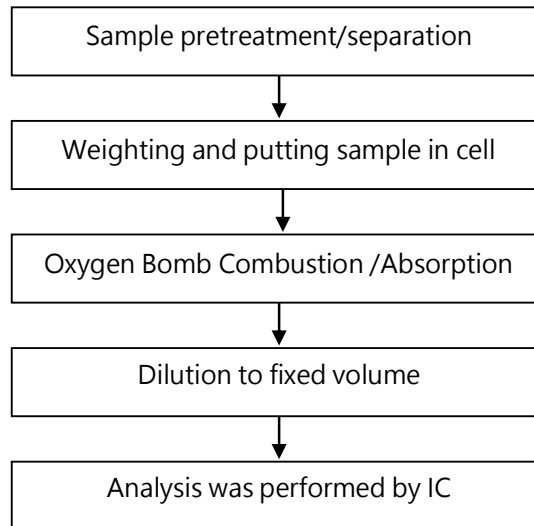 Sample pretreatment/separation
Weighting and putting sample in cell
Oxygen Bomb Combustion /Absorption
Dilution to fixed volume
Analysis was performed by IC